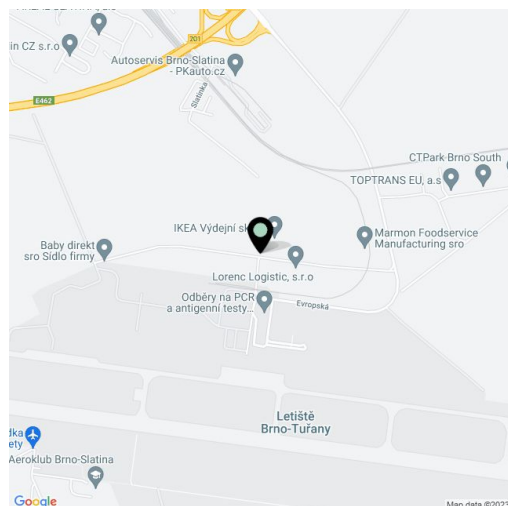 in CZ s.r.o
201
Autoservis Brno-Slatina
- PKauto.cz
E462
Slatinka
CTPark Brno South
TOPTRANS EU, a.s
IKEA Výdejní
Marmon Foodservice
Manufacturing sro
Baby direkt
sro Sídlo firmy
Lorenc Logistic, s.r.o
Odběry na PCR
a antigenní testy...
Evropská
Letiště
Brno-Tuřany
Aeroklub Brno-Slatina
Google
Map data ©2023